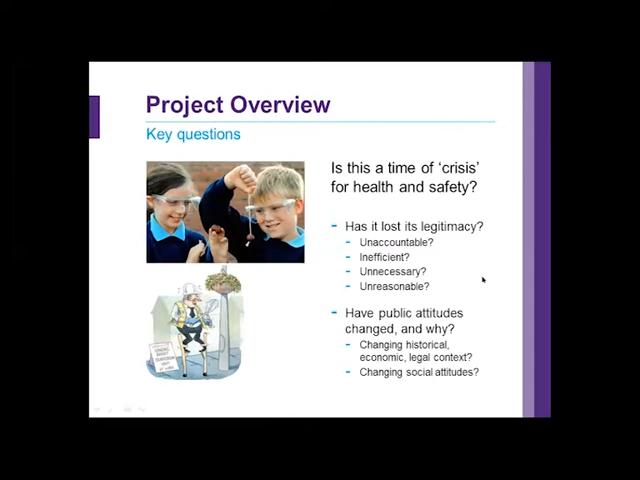 Project Overview
Key questions
Is this a time of ‘crisis’
for health and safety?
- Has it lost its legitimacy?
- Unaccountable?
- Inefficient?
- Unnecessary?
- Unreasonable?
- Have public attitudes
changed, and why?
- Changing historical,
economic, legal context?
- Changing social attitudes?